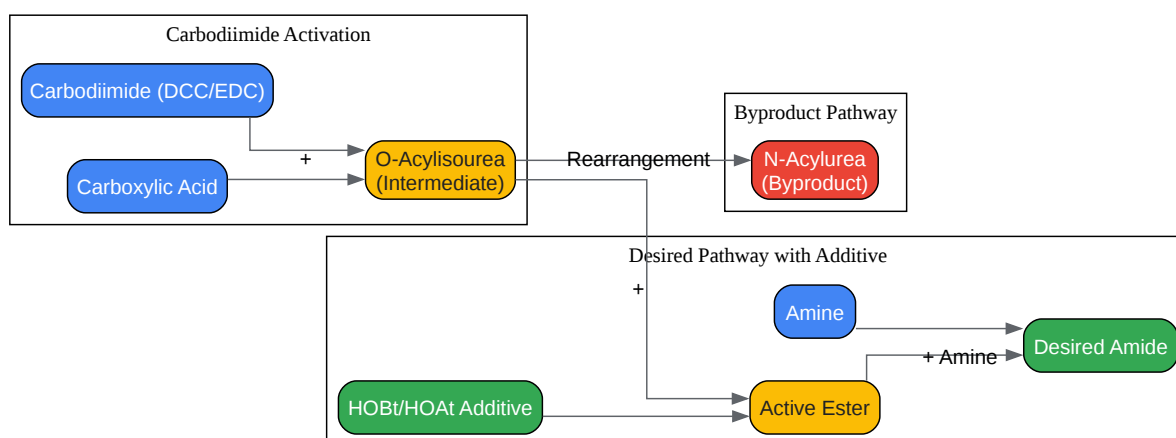 Carbodiimide Activation
Carbodiimide (DCC/EDC)
+
Carboxylic Acid
O-Acylisourea
(Intermediate)
Rearrangement
Byproduct Pathway
N-Acylurea
(Byproduct)
Desired Pathway with Additive
+
Amine
Desired Amide
+ Amine
HOBt/HOAt Additive
Active Ester